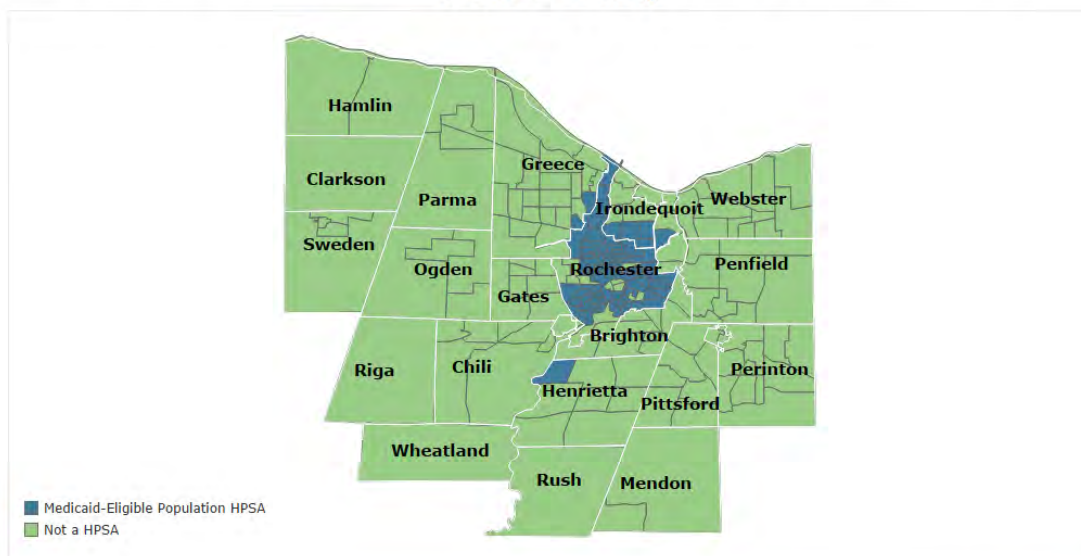 Hamlin
Greece
Clarkson
Webster
Parma
Irondequoit
Sweden
Ogden
Rochester
Penfield
Gates
Brighton
Riga
Chili
Perinton
Henrietta
Pittsford
Wheatland
Rush
Mendon
Medicaid-Eligible Population HPSA
Not a HPSA